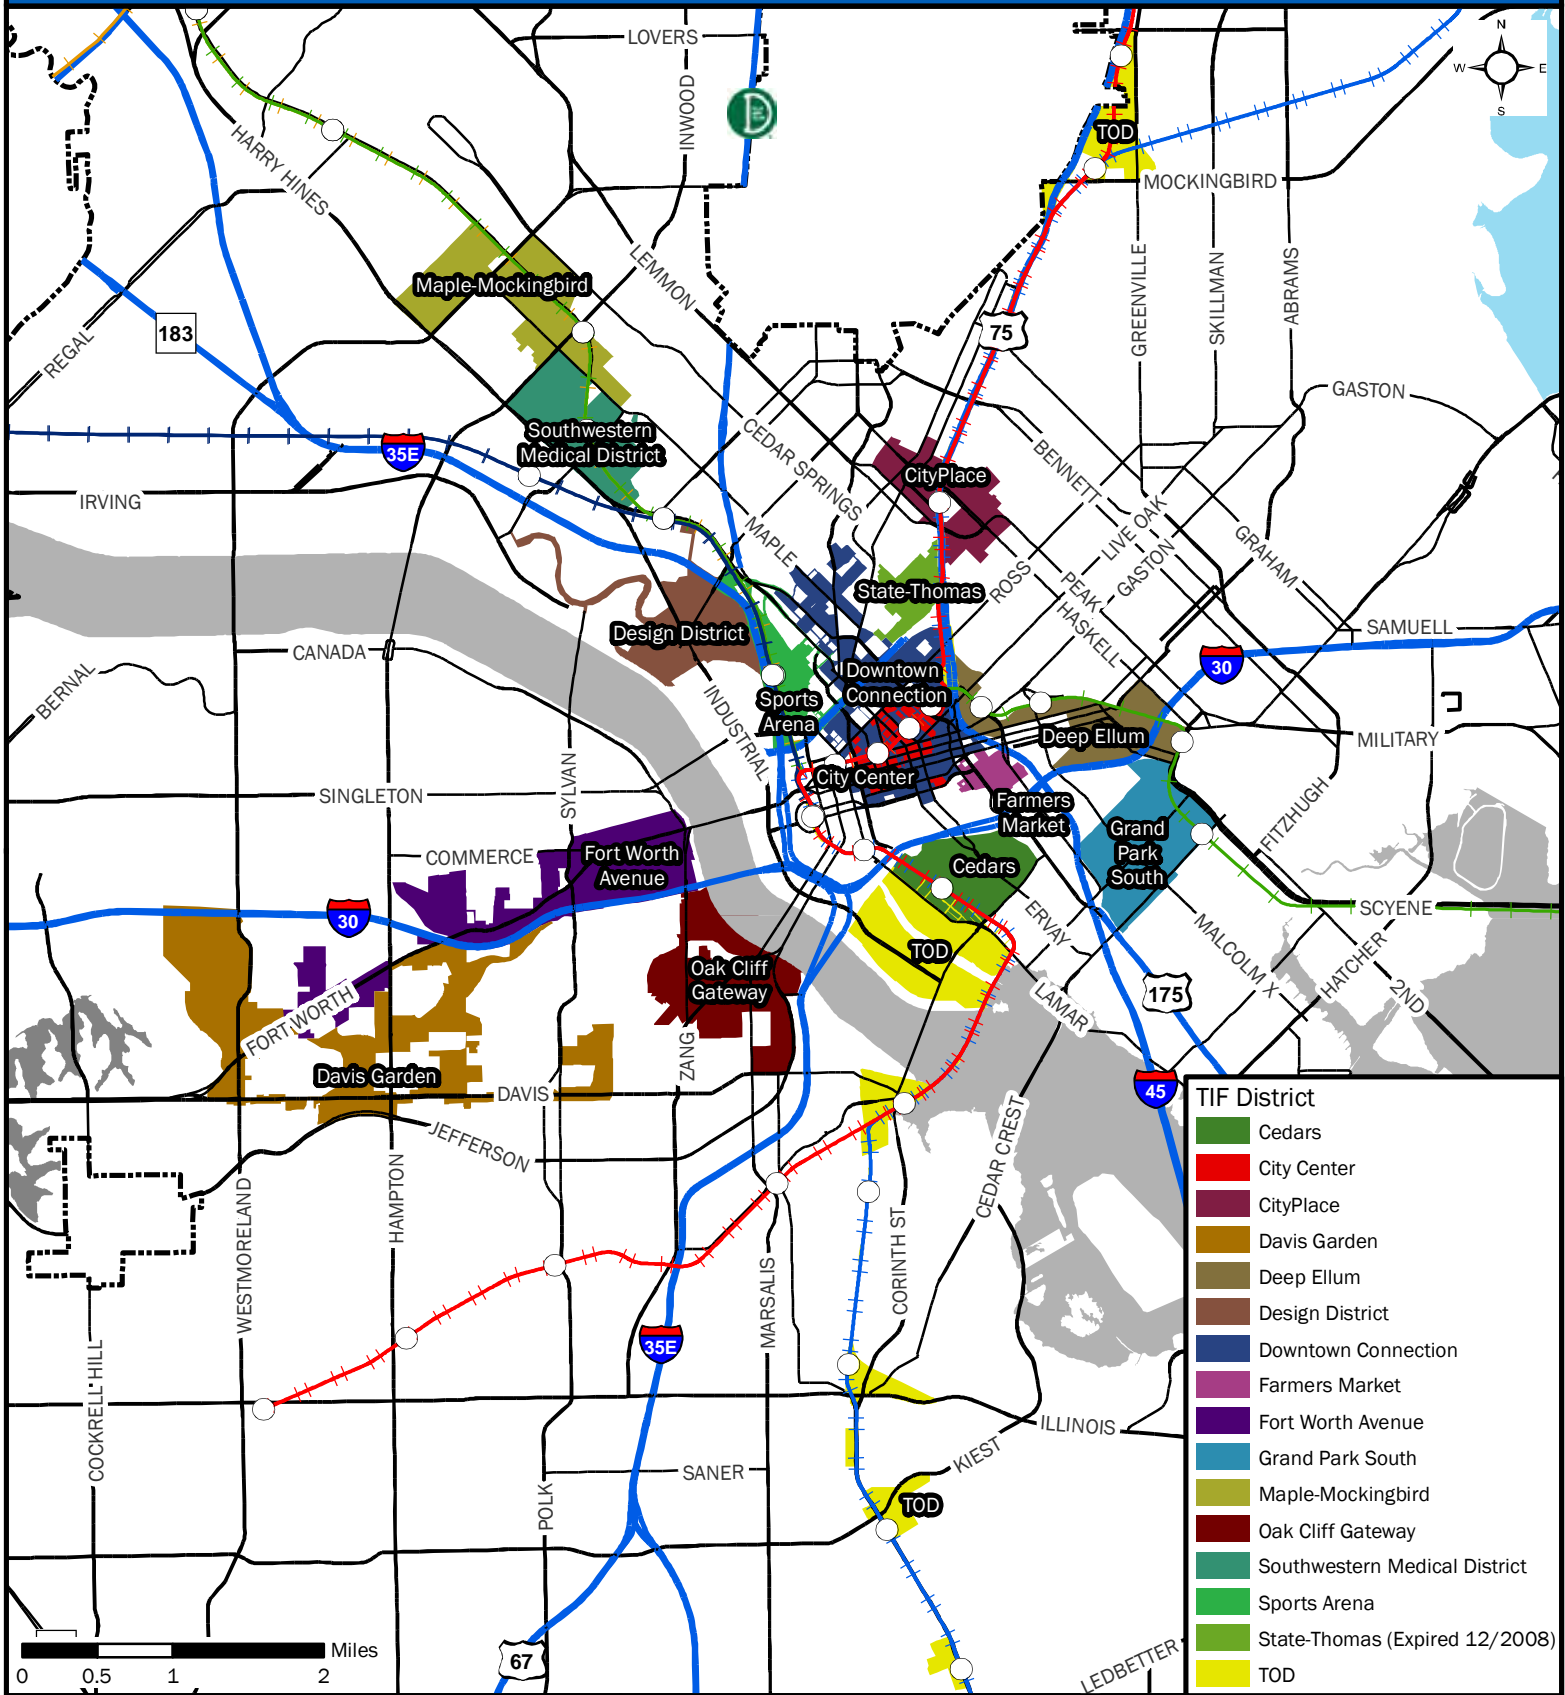 LOVERS
INWOOD
N
W
E
S
HARRY HINES
TOD
MOCKINGBIRD
Maple-Mockingbird
LEMMON
GREENVILLE
SKILLMAN
ABRAMS
183
REGAL
75
GASTON
Southwestern
Medical District
35E
CEDAR SPRINGS
CityPlace
BENNETT
LIVE OAK
IRVING
MAPLE
GASTON
GRAHAM
State-Thomas
ROSS
PEAK
HASKELL
Design District
SAMUELL
CANADA
30
BERNAL
Downtown
Connection
Sports
Arena
INDUSTRIAL
Deep Ellum
MILITARY
City Center
SINGLETON
SYLVAN
Farmers
Market
Grand
Park
South
FITZHUGH
COMMERCE
Fort Worth
Avenue
Cedars
30
SCYENE
ERVAY
MALCOLM X
HATCHER
2ND
TOD
Oak Cliff
Gateway
LAMAR
175
FORT WORTH
ZANG
Davis Garden
DAVIS
45
JEFFERSON
CEDAR CREST
WESTMORELAND
HAMPTON
CORINTH ST
MARSALIS
35E
COCKRELL HILL
ILLINOIS
KIEST
SANER
POLK
TOD
67
LEDBETTER
Miles
0 0.5 1 2
TIF District
Cedars
City Center
CityPlace
Davis Garden
Deep Ellum
Design District
Downtown Connection
Farmers Market
Fort Worth Avenue
Grand Park South
Maple-Mockingbird
Oak Cliff Gateway
Southwestern Medical District
Sports Arena
State-Thomas (Expired 12/2008)
TOD